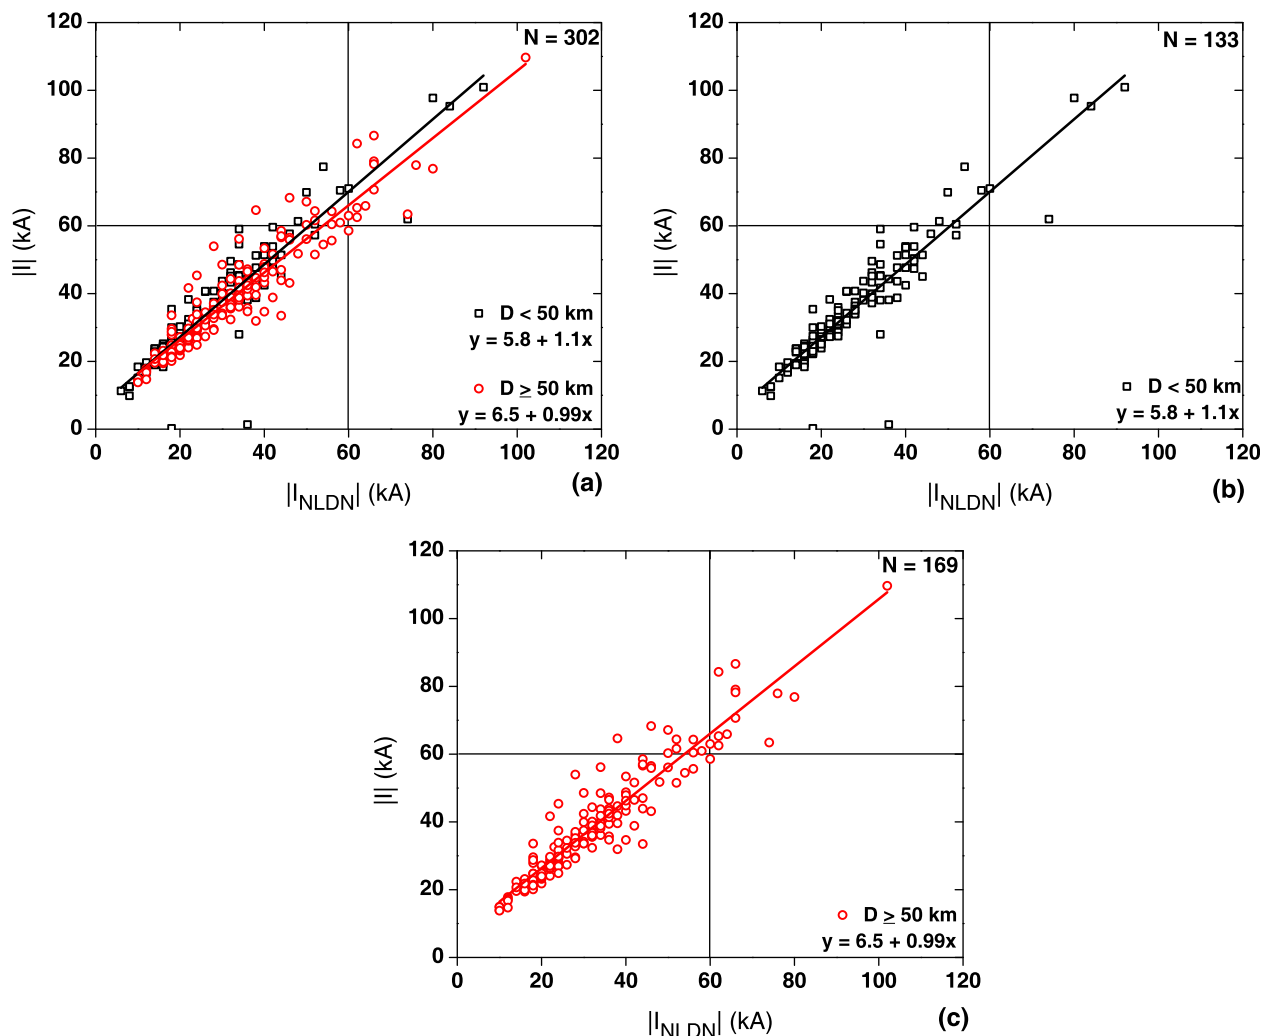 120
100
80
60
40
20
0
|I| (kA)
N = 302
D < 50 km
y = 5.8 + 1.1x
D ≥ 50 km
y = 6.5 + 0.99x
0 20 40 60 80 100 120
|I_NLDN| (kA)
(a)
120
100
80
60
40
20
0
|I| (kA)
N = 133
D < 50 km
y = 5.8 + 1.1x
0 20 40 60 80 100 120
|I_NLDN| (kA)
(b)
120
100
80
60
40
20
0
|I| (kA)
N = 169
D ≥ 50 km
y = 6.5 + 0.99x
0 20 40 60 80 100 120
|I_NLDN| (kA)
(c)